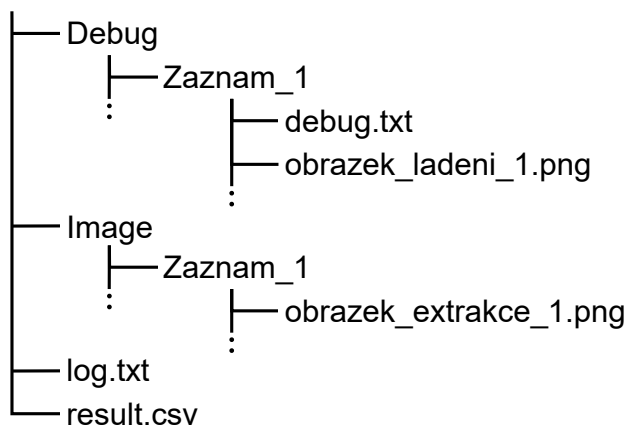 Debug
Zaznam_1
debug.txt
obrazek_ladeni_1.png
Image
Zaznam_1
obrazek_extrakce_1.png
log.txt
result.csv